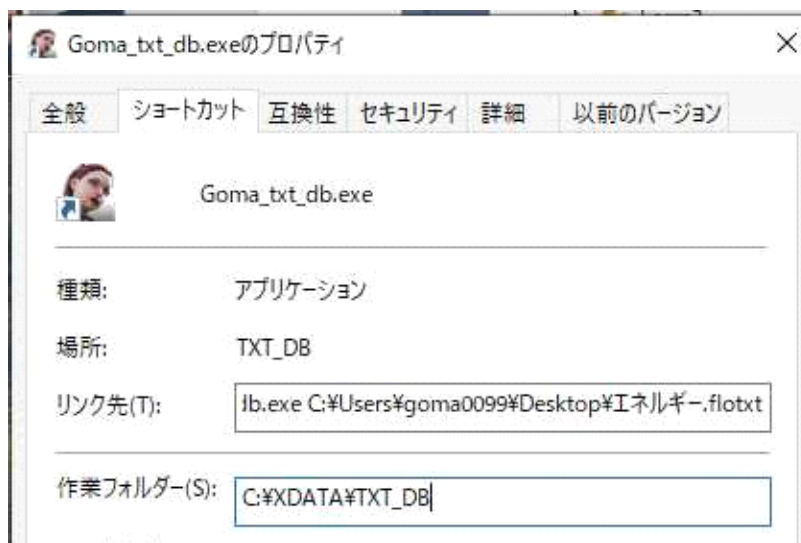 Goma_txt_db.exeのプロパティ
全般 ショートカット 互換性 セキュリティ 詳細 以前のバージョン
Goma_txt_db.exe
種類: アプリケーション
場所: TXT_DB
リンク先(T): db.exe C:¥Users¥goma0099¥Desktop¥エネルギー.flotxt
作業フォルダー(S): C:¥XDATA¥TXT_DB